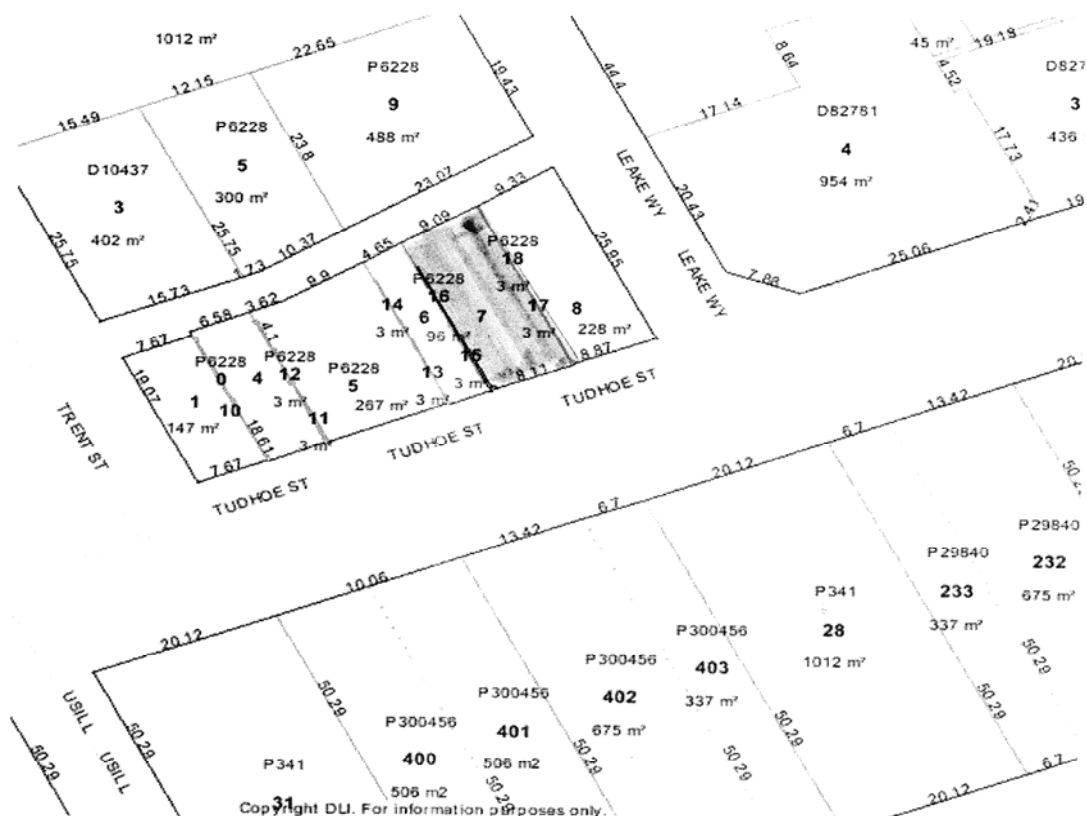 1012 m²
22.65
12.15
15.49
P6228
9
488 m²
19.43
P6228
5
300 m²
23.8
D10437
3
402 m²
25.75
25.75
23.07
10.37
1.73
15.73
44.4
8.64
45 m²
19.18
4.52
D827
3
436
17.14
D82781
4
954 m²
17.73
2.41
19
LEAKE WY
20.43
LEAKE WY
7.88
25.06
9.33
9.09
4.65
9.9
3.62
6.58
7.67
25.95
P6228
18
3 m²
17
3 m²
8
228 m²
P6228
16
14
6
3 m²
96 m²
7
15
13
3 m²
3 m²
8.11
8.87
4.1
P6228
12
3 m²
P6228
5
267 m²
11
3 m²
P6228
0
4
1
10
147 m²
18.61
19.07
7.67
TRENT ST
TUDHOE ST
TUDHOE ST
TUDHOE ST
20.12
10.06
13.42
6.7
20.12
6.7
13.42
20.
50.2
P29840
232
675 m²
P29840
233
337 m²
P341
28
1012 m²
P300456
403
337 m²
P300456
402
675 m²
P300456
401
506 m2
P300456
400
506 m2
P341
31
50.29
50.29
50.29
50.29
50.29
50.29
50.29
50.29
50.29
USILL
USILL
20.12
6.7
Copyright DLI. For information purposes only.